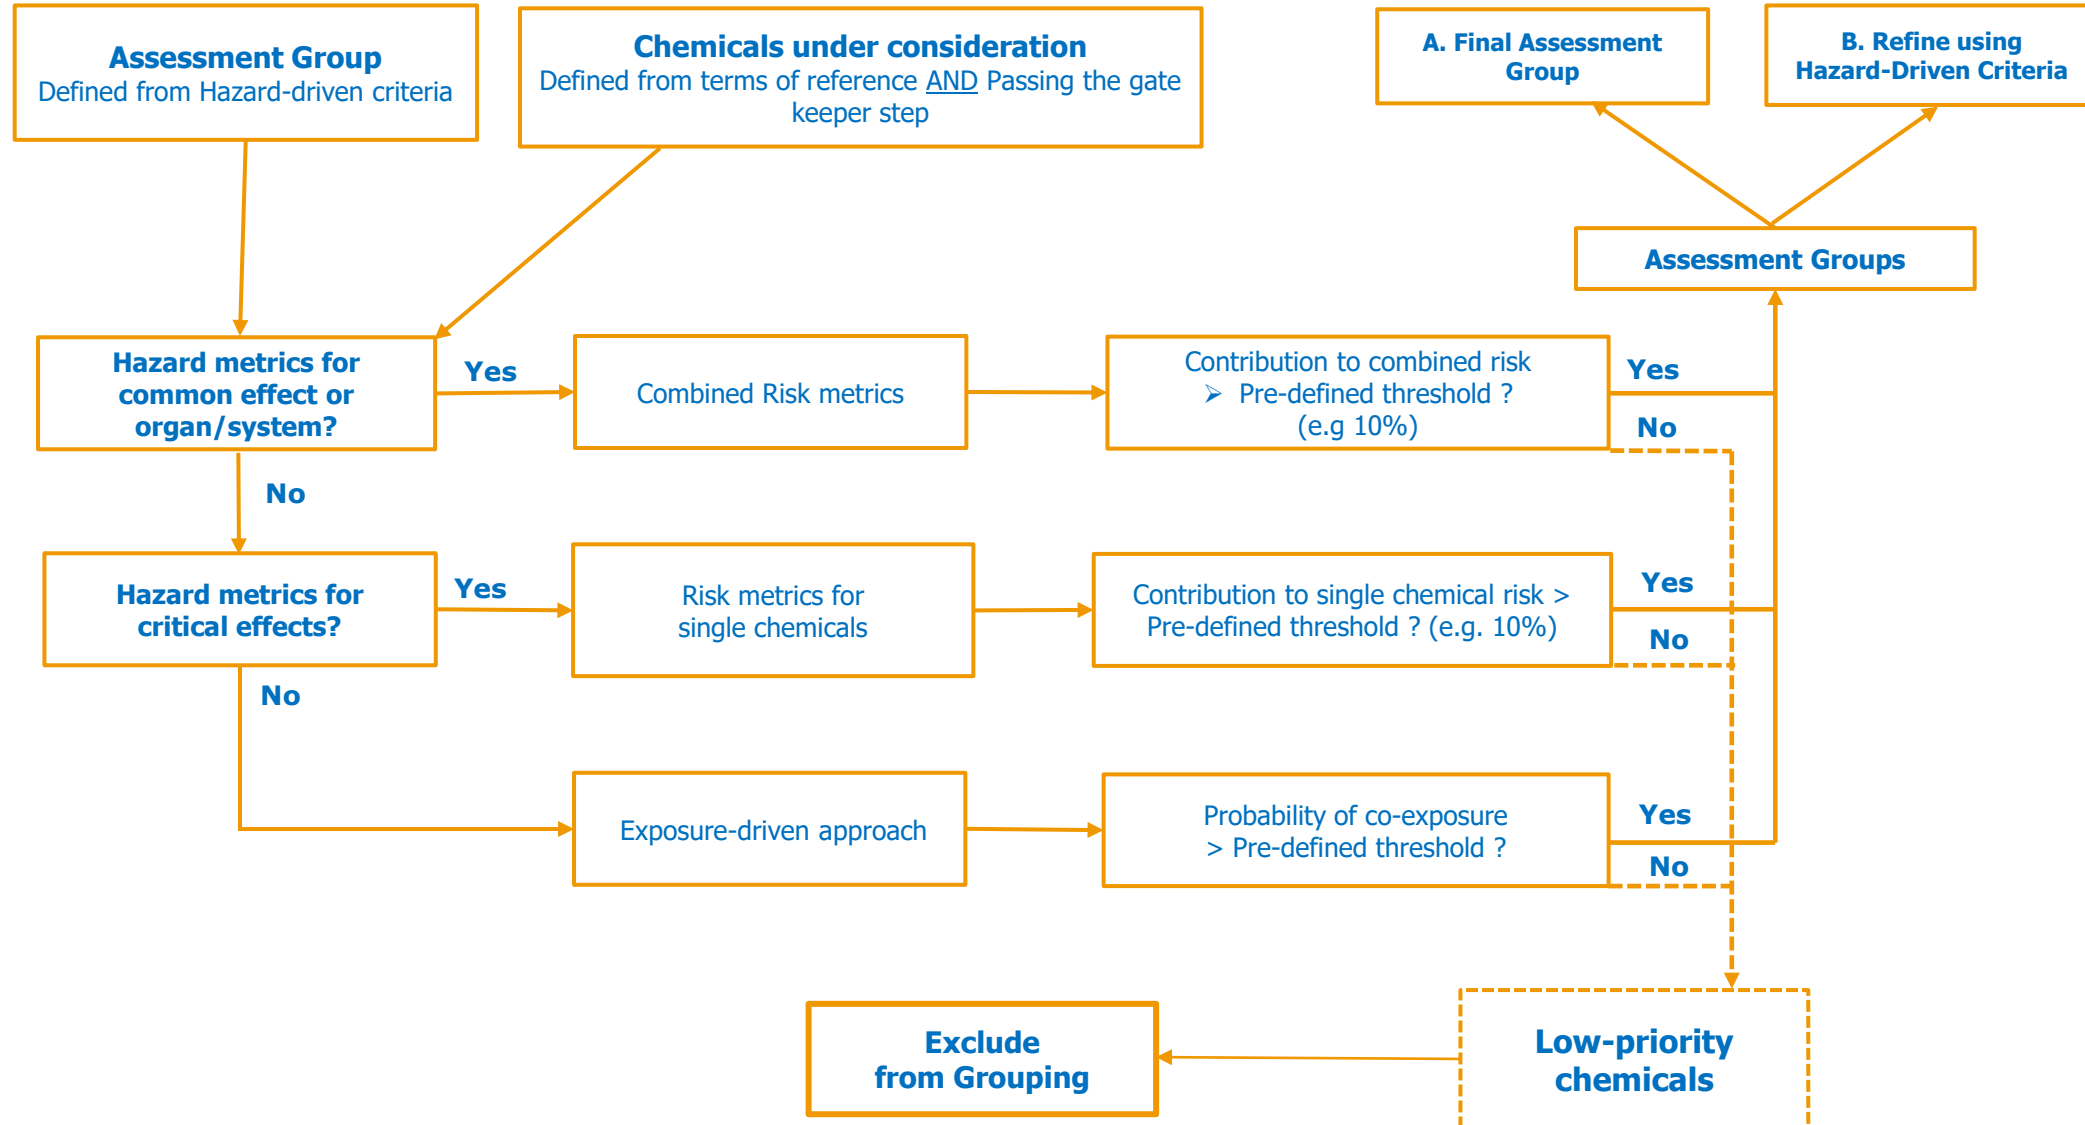 Assessment Group
Defined from Hazard-driven criteria
Chemicals under consideration
Defined from terms of reference AND Passing the gate
keeper step
A. Final Assessment
Group
B. Refine using
Hazard-Driven Criteria
Assessment Groups
Hazard metrics for
common effect or
organ/system?
Yes
Combined Risk metrics
Contribution to combined risk
➢ Pre-defined threshold ?
(e.g 10%)
Yes
No
No
Hazard metrics for
critical effects?
Yes
Risk metrics for
single chemicals
Contribution to single chemical risk >
Pre-defined threshold ? (e.g. 10%)
Yes
No
No
Exposure-driven approach
Probability of co-exposure
> Pre-defined threshold ?
Yes
No
Exclude
from Grouping
Low-priority
chemicals